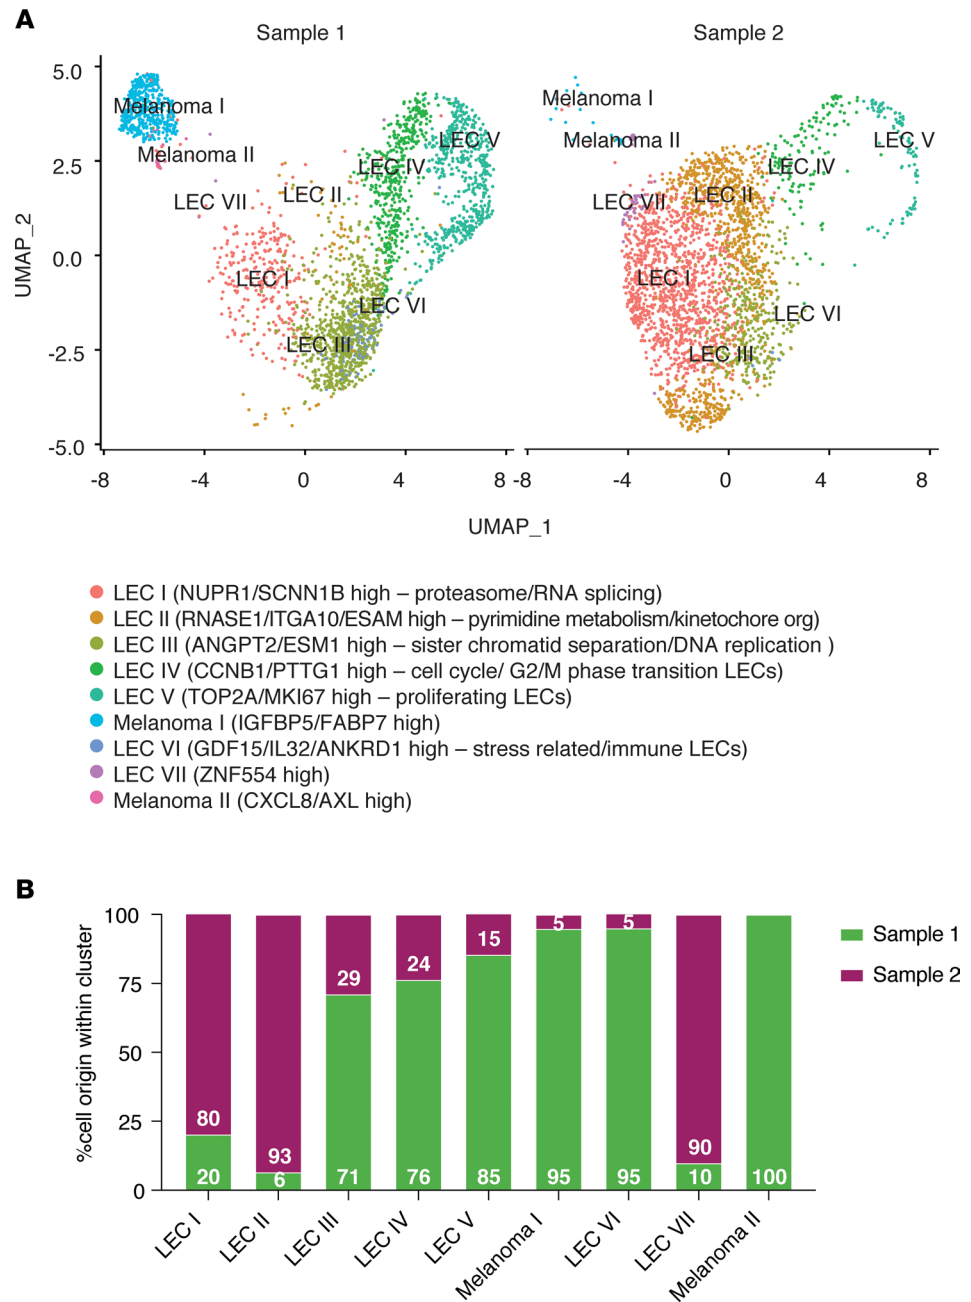 A
Sample 1
Sample 2
5.0
2.5
0.0
-2.5
-5.0
UMAP_2
Melanoma I
Melanoma II
LEC VII
LEC II
LEC IV
LEC V
LEC I
LEC VI
LEC III
Melanoma I
Melanoma II
LEC V
LEC IV
LEC VII
LEC II
LEC I
LEC VI
LEC III
-8 -4 0 4 8
-8 -4 0 4 8
UMAP_1
LEC I (NUPR1/SCNN1B high – proteasome/RNA splicing)
LEC II (RNASE1/ITGA10/ESAM high – pyrimidine metabolism/kinetochore org)
LEC III (ANGPT2/ESM1 high – sister chromatid separation/DNA replication )
LEC IV (CCNB1/PTTG1 high – cell cycle/ G2/M phase transition LECs)
LEC V (TOP2A/MKI67 high – proliferating LECs)
Melanoma I (IGFBP5/FABP7 high)
LEC VI (GDF15/IL32/ANKRD1 high – stress related/immune LECs)
LEC VII (ZNF554 high)
Melanoma II (CXCL8/AXL high)
B
%cell origin within cluster
100
75
50
25
0
80
20
93
6
29
71
24
76
15
85
5
95
5
95
90
10
100
LEC I
LEC II
LEC III
LEC IV
LEC V
Melanoma I
LEC VI
LEC VII
Melanoma II
Sample 1
Sample 2